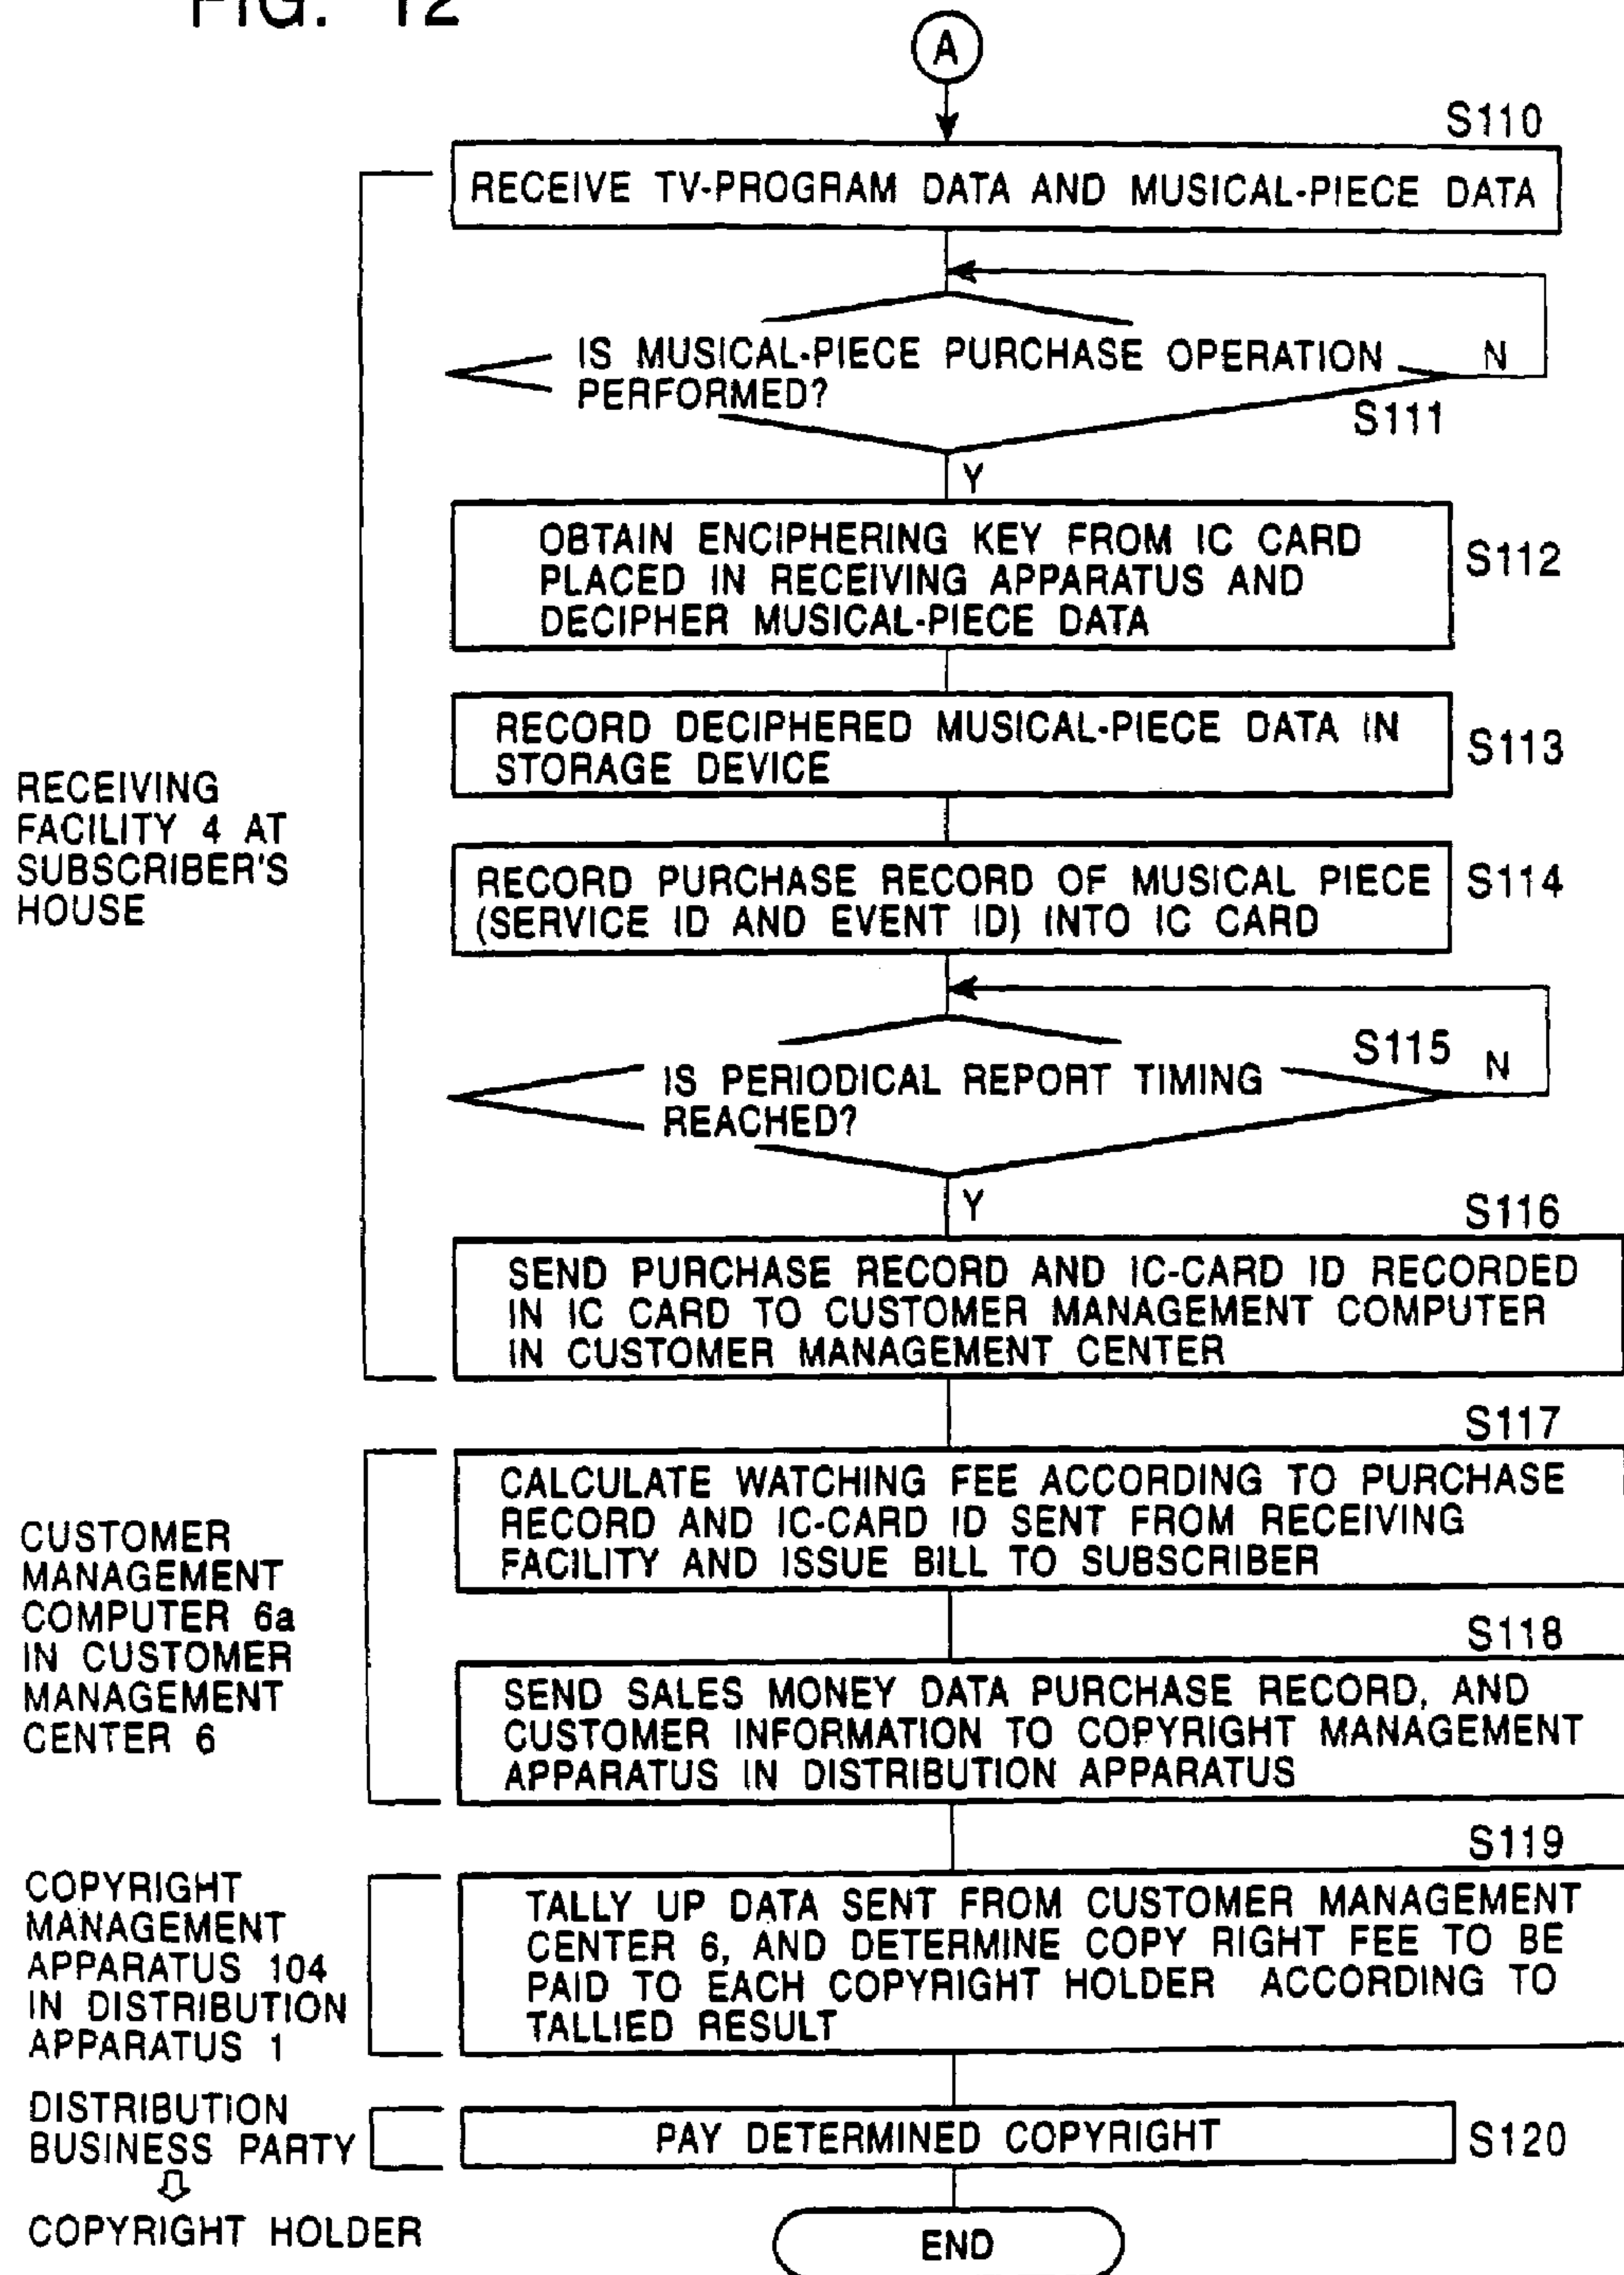 FIG. 12
A
S110
RECEIVE TV-PROGRAM DATA AND MUSICAL-PIECE DATA
IS MUSICAL-PIECE PURCHASE OPERATION
PERFORMED?
N
S111
Y
OBTAIN ENCIPHERING KEY FROM IC CARD
PLACED IN RECEIVING APPARATUS AND
DECIPHER MUSICAL-PIECE DATA
S112
RECORD DECIPHERED MUSICAL-PIECE DATA IN
STORAGE DEVICE
S113
RECEIVING
FACILITY 4 AT
SUBSCRIBER'S
HOUSE
RECORD PURCHASE RECORD OF MUSICAL PIECE
(SERVICE ID AND EVENT ID) INTO IC CARD
S114
IS PERIODICAL REPORT TIMING
REACHED?
S115
N
Y
S116
SEND PURCHASE RECORD AND IC-CARD ID RECORDED
IN IC CARD TO CUSTOMER MANAGEMENT COMPUTER
IN CUSTOMER MANAGEMENT CENTER
S117
CALCULATE WATCHING FEE ACCORDING TO PURCHASE
RECORD AND IC-CARD ID SENT FROM RECEIVING
FACILITY AND ISSUE BILL TO SUBSCRIBER
CUSTOMER
MANAGEMENT
COMPUTER 6a
IN CUSTOMER
MANAGEMENT
CENTER 6
S118
SEND SALES MONEY DATA PURCHASE RECORD, AND
CUSTOMER INFORMATION TO COPYRIGHT MANAGEMENT
APPARATUS IN DISTRIBUTION APPARATUS
S119
COPYRIGHT
MANAGEMENT
APPARATUS 104
IN DISTRIBUTION
APPARATUS 1
TALLY UP DATA SENT FROM CUSTOMER MANAGEMENT
CENTER 6, AND DETERMINE COPY RIGHT FEE TO BE
PAID TO EACH COPYRIGHT HOLDER ACCORDING TO
TALLIED RESULT
DISTRIBUTION
BUSINESS PARTY
COPYRIGHT HOLDER
PAY DETERMINED COPYRIGHT
S120
END